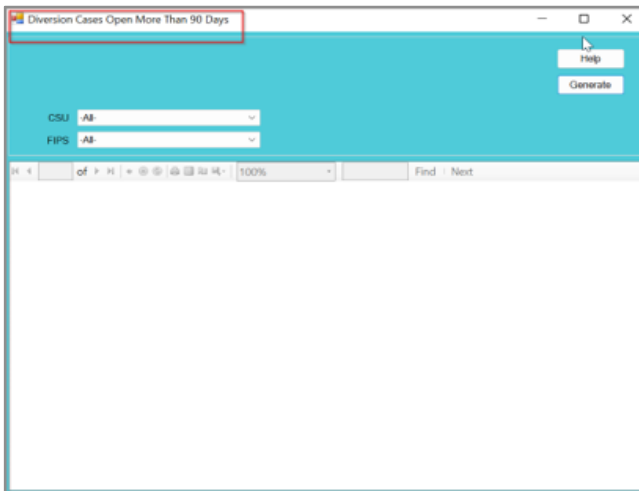 Diversion Cases Open More Than 90 Days
Help
Generate
CSU -All-
FIPS -All-
of 100% Find Next